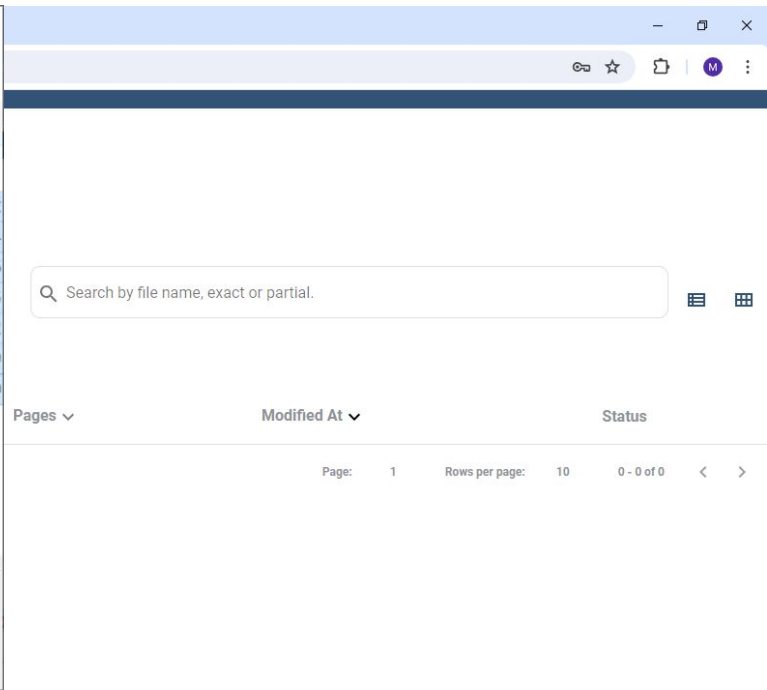 M
Search by file name, exact or partial.
Pages Modified At Status
Page: 1 Rows per page: 10 0 - 0 of 0